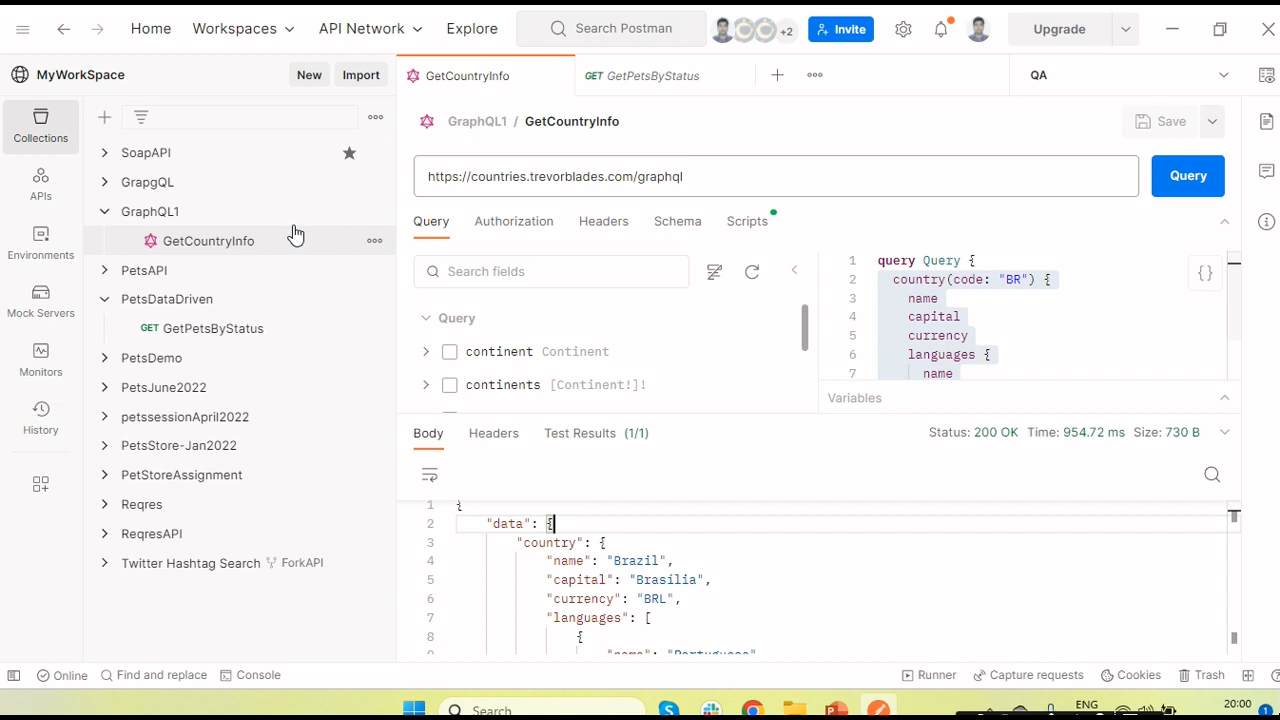 Home Workspaces API Network Explore Search Postman +2 Invite Upgrade
MyWorkSpace New Import
GetCountryInfo GET GetPetsByStatus QA
Collections
APIs
Environments
Mock Servers
Monitors
History
SoapAPI
GrapgQL
GraphQL1
GetCountryInfo
PetsAPI
PetsDataDriven
GET GetPetsByStatus
PetsDemo
PetsJune2022
petssessionApril2022
PetsStore-Jan2022
PetStoreAssignment
Reqres
ReqresAPI
Twitter Hashtag Search ForkAPI
GraphQL1 / GetCountryInfo Save
https://countries.trevorblades.com/graphql Query
Query Authorization Headers Schema Scripts
Search fields
Query
continent Continent
continents [Continent!]!
1 query Query {
2 country(code: "BR") {
3 name
4 capital
5 currency
6 languages {
7 name
{}
Variables
Body Headers Test Results (1/1) Status: 200 OK Time: 954.72 ms Size: 730 B
1 {
2 "data": {
3 "country": {
4 "name": "Brazil",
5 "capital": "Brasília",
6 "currency": "BRL",
7 "languages": [
8 {
9 "name": "Portuguese"
Online Find and replace Console Runner Capture requests Cookies Trash
Search ENG 20:00